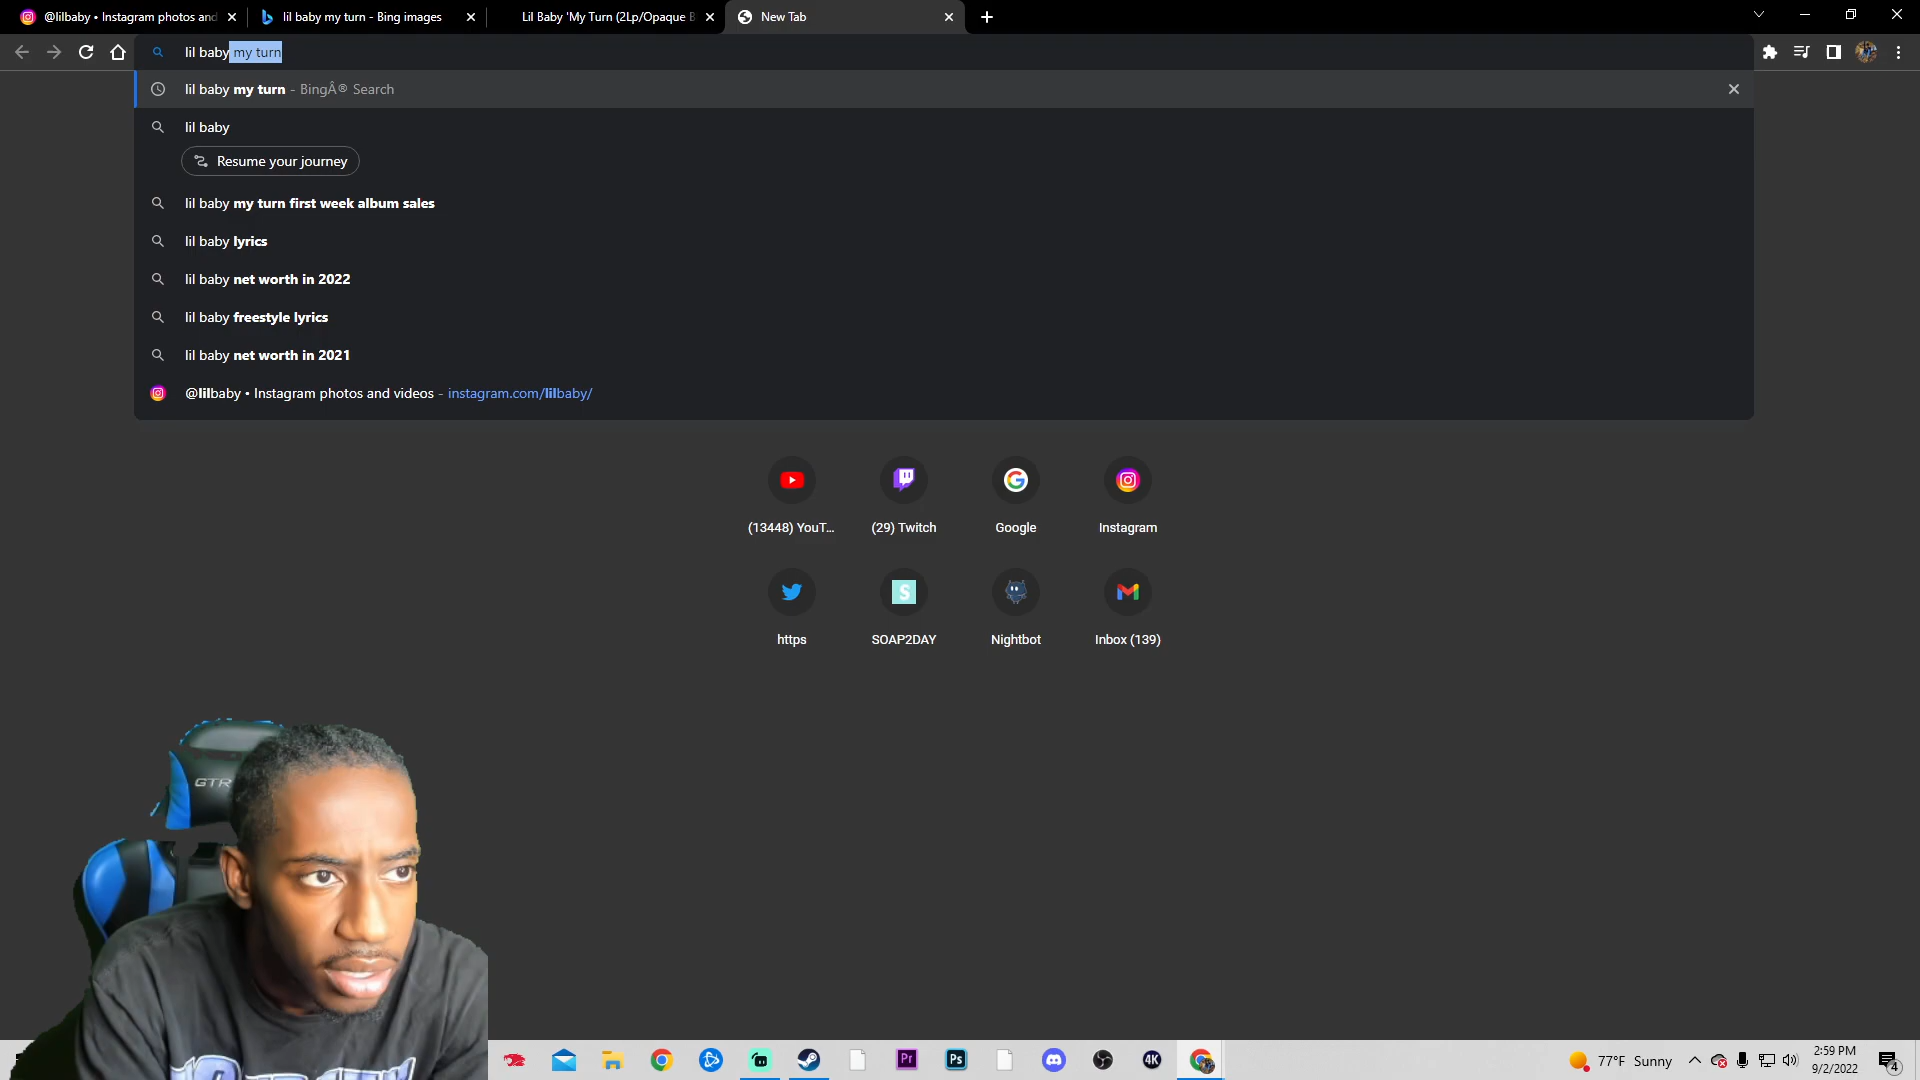 @lilbaby • Instagram photos and
lil baby my turn - Bing images
Lil Baby 'My Turn (2Lp/Opaque B
New Tab
lil baby my turn
lil baby my turn - BingÂ® Search
lil baby
Resume your journey
lil baby my turn first week album sales
lil baby lyrics
lil baby net worth in 2022
lil baby freestyle lyrics
lil baby net worth in 2021
@lilbaby • Instagram photos and videos - instagram.com/lilbaby/
(13448) YouT...
(29) Twitch
Google
Instagram
https
SOAP2DAY
Nightbot
Inbox (139)
GTR
Pr
Ps
4K
77°F Sunny
2:59 PM
9/2/2022
4